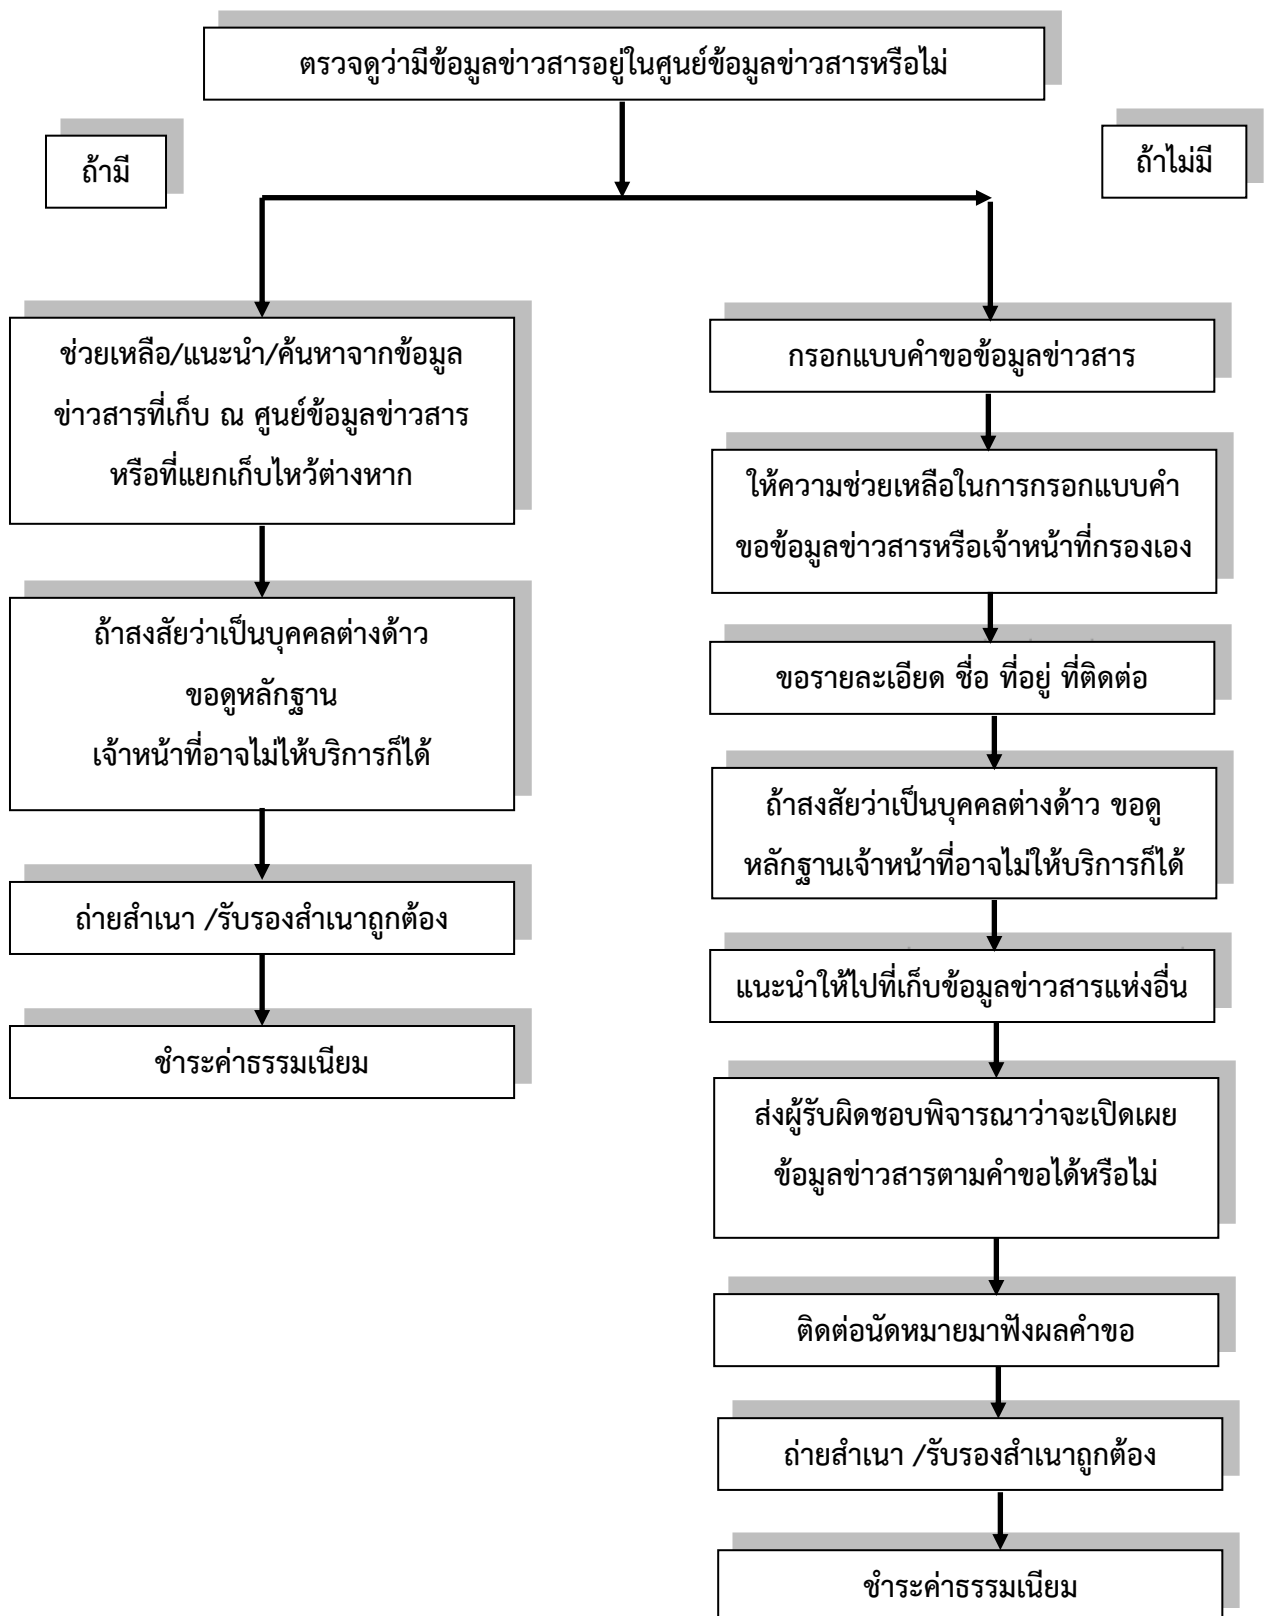 ตรวจดูว่ามีข้อมูลข่าวสารอยู่ในศูนย์ข้อมูลข่าวสารหรือไม่
ถ้ามี
ถ้าไม่มี
ช่วยเหลือ/แนะนำ/ค้นหาจากข้อมูล
ข่าวสารที่เก็บ ณ ศูนย์ข้อมูลข่าวสาร
หรือที่แยกเก็บไหว้ต่างหาก
ถ้าสงสัยว่าเป็นบุคคลต่างด้าว
ขอดูหลักฐาน
เจ้าหน้าที่อาจไม่ไห้บริการก็ได้
ถ่ายสำเนา /รับรองสำเนาถูกต้อง
ชำระค่าธรรมเนียม
กรอกแบบคำขอข้อมูลข่าวสาร
ให้ความช่วยเหลือในการกรอกแบบคำ
ขอข้อมูลข่าวสารหรือเจ้าหน้าที่กรองเอง
ขอรายละเอียด ชื่อ ที่อยู่ ที่ติดต่อ
ถ้าสงสัยว่าเป็นบุคคลต่างด้าว ขอดู
หลักฐานเจ้าหน้าที่อาจไม่ให้บริการก็ได้
แนะนำให้ไปที่เก็บข้อมูลข่าวสารแห่งอื่น
ส่งผู้รับผิดชอบพิจารณาว่าจะเปิดเผย
ข้อมูลข่าวสารตามคำขอได้หรือไม่
ติดต่อนัดหมายมาฟังผลคำขอ
ถ่ายสำเนา /รับรองสำเนาถูกต้อง
ชำระค่าธรรมเนียม